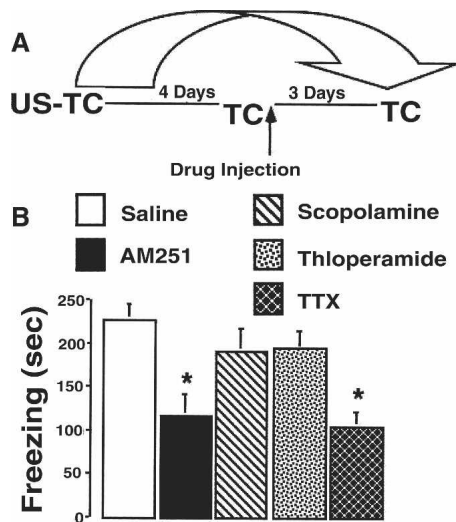 A
US-TC 4 Days TC 3 Days TC
Drug Injection
B
Saline
Scopolamine
AM251
Thloperamide
TTX
Freezing (sec)
250
200
150
100
50
0
*
*